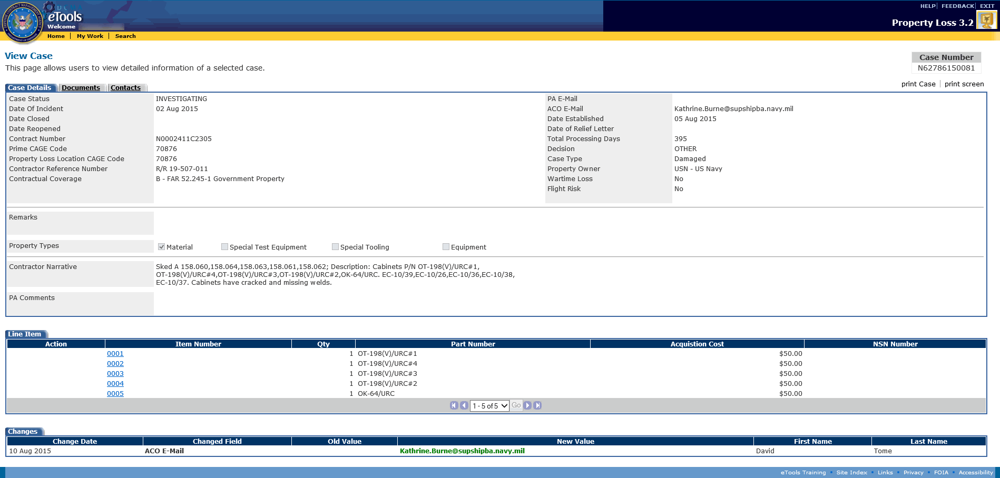 DCMA
eTools
Welcome
HELP | FEEDBACK | EXIT
Property Loss 3.2
Home | My Work | Search
View Case
This page allows users to view detailed information of a selected case.
Case Number
N62786150081
print Case | print screen
Case Details Documents Contacts
Case Status INVESTIGATING PA E-Mail
Date Of Incident 02 Aug 2015 ACO E-Mail Kathrine.Burne@supshipba.navy.mil
Date Closed Date Established 05 Aug 2015
Date Reopened Date of Relief Letter
Contract Number N0002411C2305 Total Processing Days 395
Prime CAGE Code 70876 Decision OTHER
Property Loss Location CAGE Code 70876 Case Type Damaged
Contractor Reference Number R/R 19-507-011 Property Owner USN - US Navy
Contractual Coverage B - FAR 52.245-1 Government Property Wartime Loss No
Flight Risk No
Remarks
Property Types Material Special Test Equipment Special Tooling Equipment
Contractor Narrative Sked A 158.060,158.064,158.063,158.061,158.062; Description: Cabinets P/N OT-198(V)/URC#1,
OT-198(V)/URC#4,OT-198(V)/URC#3,OT-198(V)/URC#2,OK-64/URC. EC-10/39,EC-10/26,EC-10/36,EC-10/38,
EC-10/37. Cabinets have cracked and missing welds.
PA Comments
Line Item
Action Item Number Qty Part Number Acquistion Cost NSN Number
0001 1 OT-198(V)/URC#1 $50.00
0002 1 OT-198(V)/URC#4 $50.00
0003 1 OT-198(V)/URC#3 $50.00
0004 1 OT-198(V)/URC#2 $50.00
0005 1 OK-64/URC $50.00
1 - 5 of 5 Go
Changes
Change Date Changed Field Old Value New Value First Name Last Name
10 Aug 2015 ACO E-Mail Kathrine.Burne@supshipba.navy.mil David Tome
eTools Training • Site Index • Links • Privacy • FOIA • Accessibility